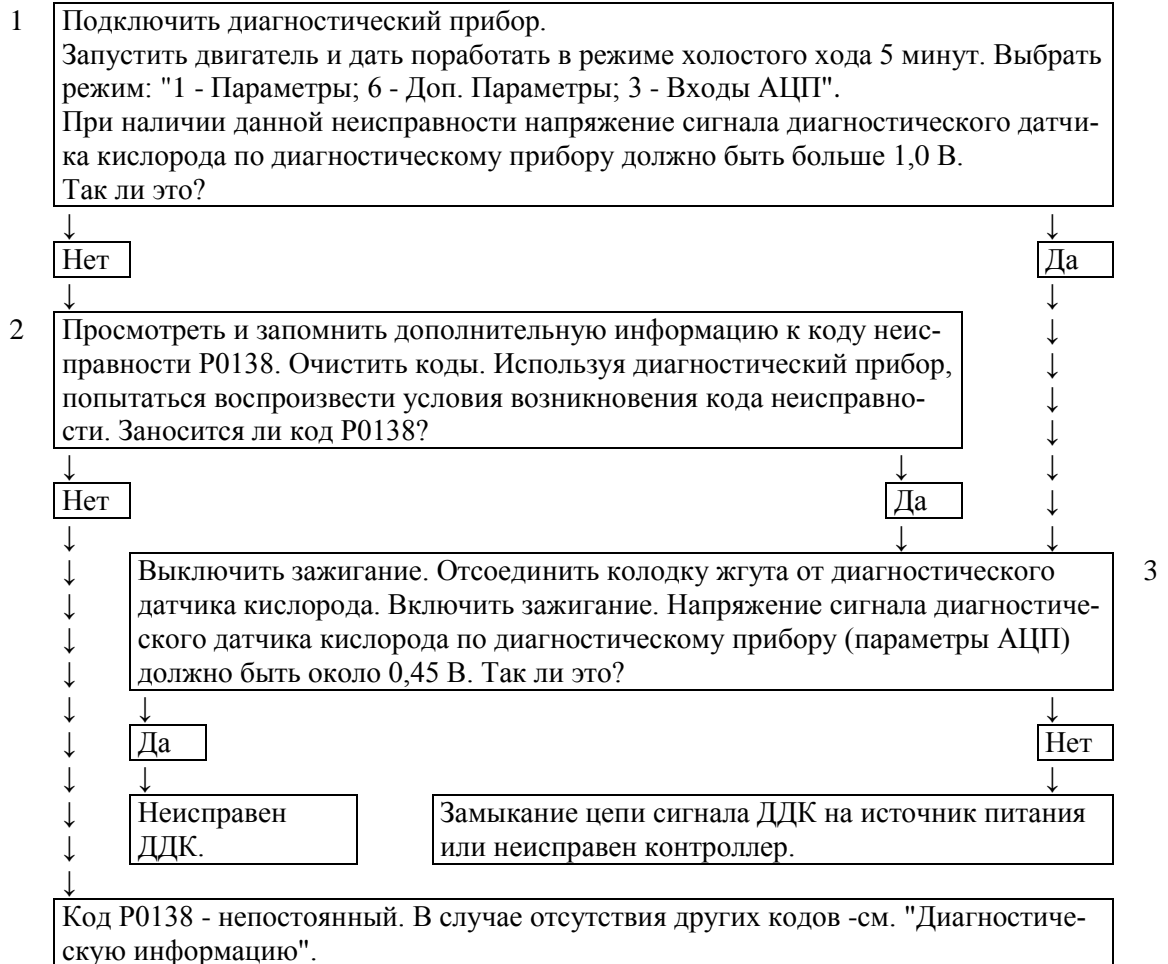 1 Подключить диагностический прибор.
Запустить двигатель и дать поработать в режиме холостого хода 5 минут. Выбрать
режим: "1 - Параметры; 6 - Доп. Параметры; 3 - Входы АЦП".
При наличии данной неисправности напряжение сигнала диагностического датчи-
ка кислорода по диагностическому прибору должно быть больше 1,0 В.
Так ли это?
Нет Да
2 Просмотреть и запомнить дополнительную информацию к коду неис-
правности Р0138. Очистить коды. Используя диагностический прибор,
попытаться воспроизвести условия возникновения кода неисправно-
сти. Заносится ли код Р0138?
Нет Да
Выключить зажигание. Отсоединить колодку жгута от диагностического 3
датчика кислорода. Включить зажигание. Напряжение сигнала диагностиче-
ского датчика кислорода по диагностическому прибору (параметры АЦП)
должно быть около 0,45 В. Так ли это?
Да Нет
Неисправен
ДДК.
Замыкание цепи сигнала ДДК на источник питания
или неисправен контроллер.
Код Р0138 - непостоянный. В случае отсутствия других кодов -см. "Диагностиче-
скую информацию".